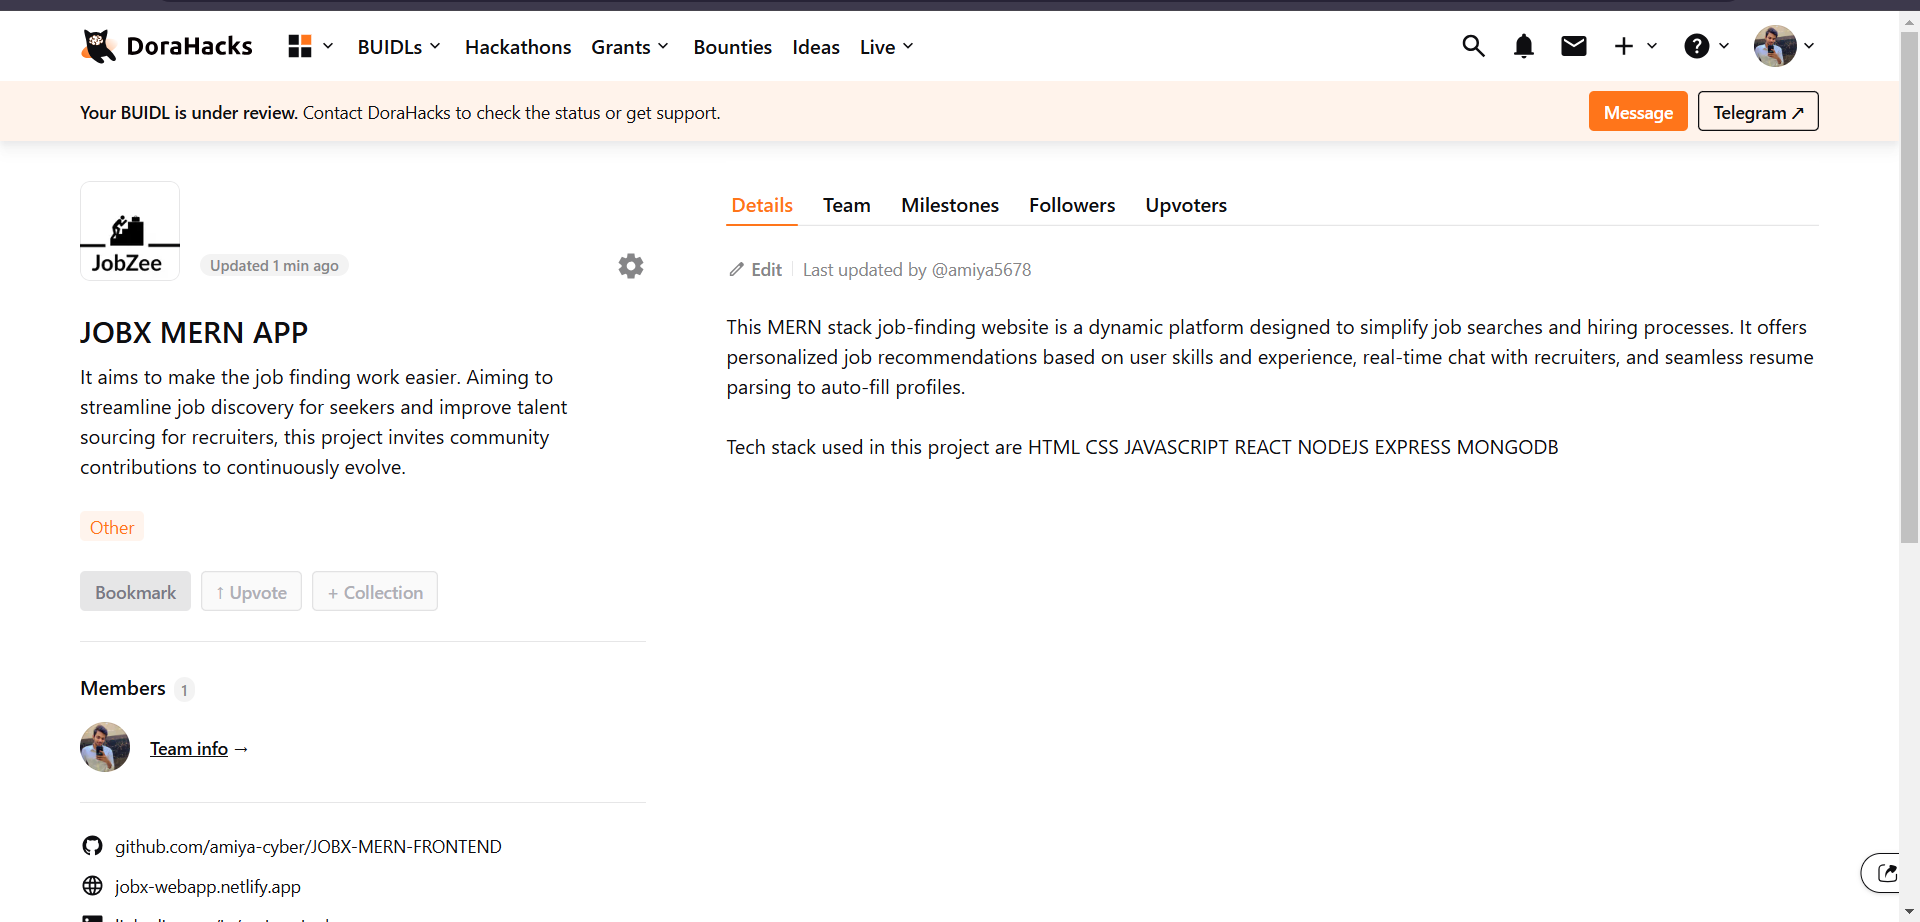 DoraHacks BUIDLs Hackathons Grants Bounties Ideas Live
Your BUIDL is under review. Contact DoraHacks to check the status or get support. Message Telegram ↗
JobZee
Updated 1 min ago
JOBX MERN APP
It aims to make the job finding work easier. Aiming to
streamline job discovery for seekers and improve talent
sourcing for recruiters, this project invites community
contributions to continuously evolve.
Other
Bookmark ↑ Upvote + Collection
Members 1
Team info →
github.com/amiya-cyber/JOBX-MERN-FRONTEND
jobx-webapp.netlify.app
Details Team Milestones Followers Upvoters
Edit Last updated by @amiya5678
This MERN stack job-finding website is a dynamic platform designed to simplify job searches and hiring processes. It offers
personalized job recommendations based on user skills and experience, real-time chat with recruiters, and seamless resume
parsing to auto-fill profiles.
Tech stack used in this project are HTML CSS JAVASCRIPT REACT NODEJS EXPRESS MONGODB